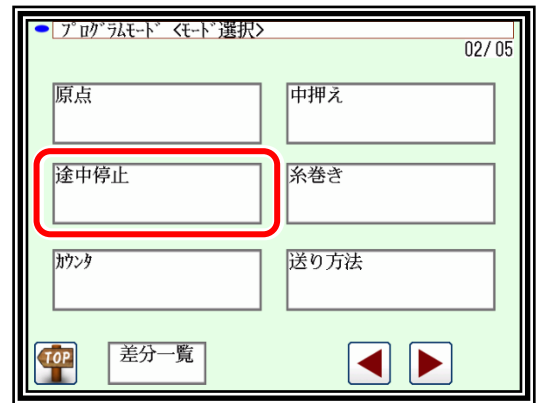 ﾌﾟﾛｸﾞﾗﾑﾓｰﾄﾞ <ﾓｰﾄﾞ選択>
02/05
原点
中押え
途中停止
糸巻き
ｶｳﾝﾀ
送り方法
TOP
差分一覧